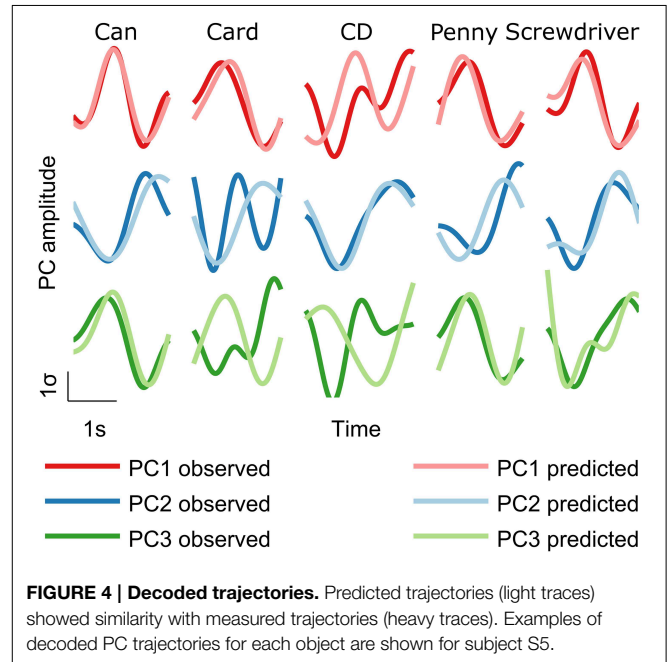 Can Card CD Penny Screwdriver
PC amplitude
1σ
1s Time
PC1 observed PC1 predicted
PC2 observed PC2 predicted
PC3 observed PC3 predicted
FIGURE 4 | Decoded trajectories. Predicted trajectories (light traces)
showed similarity with measured trajectories (heavy traces). Examples of
decoded PC trajectories for each object are shown for subject S5.